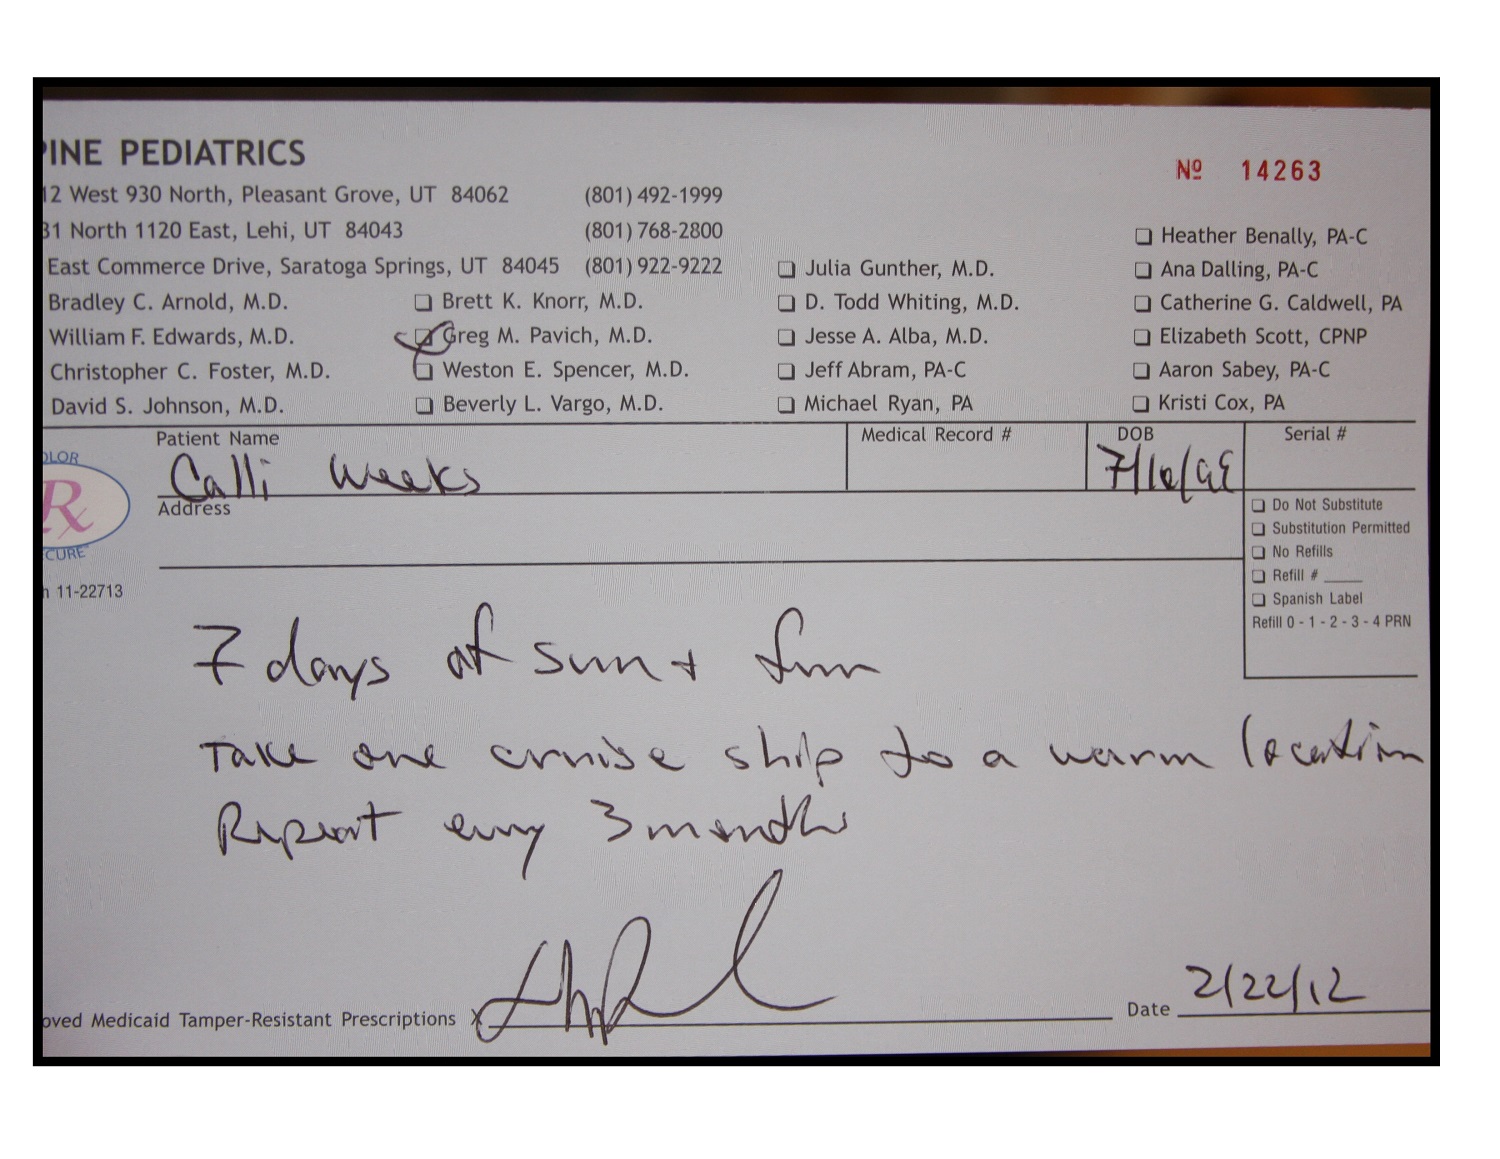 PINE PEDIATRICS
Nº 14263
12 West 930 North, Pleasant Grove, UT 84062 (801) 492-1999
31 North 1120 East, Lehi, UT 84043 (801) 768-2800
East Commerce Drive, Saratoga Springs, UT 84045 (801) 922-9222
Heather Benally, PA-C
Julia Gunther, M.D. Ana Dalling, PA-C
Bradley C. Arnold, M.D. Brett K. Knorr, M.D. D. Todd Whiting, M.D. Catherine G. Caldwell, PA
William F. Edwards, M.D. Greg M. Pavich, M.D. Jesse A. Alba, M.D. Elizabeth Scott, CPNP
Christopher C. Foster, M.D. Weston E. Spencer, M.D. Jeff Abram, PA-C Aaron Sabey, PA-C
David S. Johnson, M.D. Beverly L. Vargo, M.D. Michael Ryan, PA Kristi Cox, PA
Patient Name Medical Record # DOB Serial #
Calli Weeks
Address
OLOR
Rx
CURE
11-22713
Do Not Substitute
Substitution Permitted
No Refills
Refill # ____
Spanish Label
Refill 0 - 1 - 2 - 3 - 4 PRN
7 days of sun + fun
Take one cruise ship to a warm location
Repeat every 3 months
oved Medicaid Tamper-Resistant Prescriptions X
Date 2/22/12